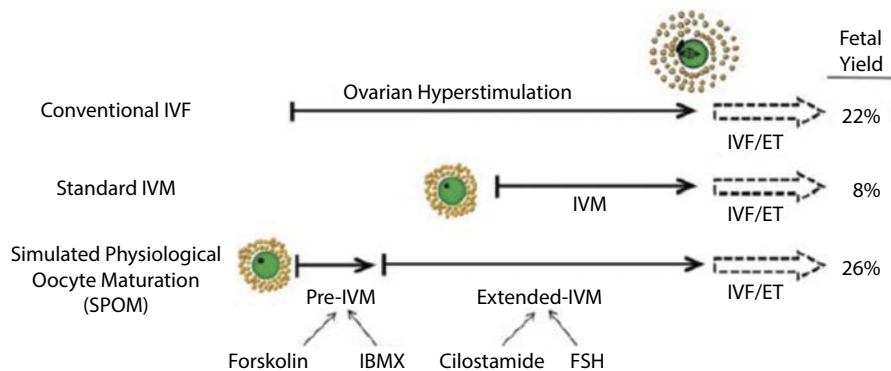 Fetal
Yield
Ovarian Hyperstimulation
Conventional IVF
22%
IVF/ET
Standard IVM
8%
IVM
IVF/ET
Simulated Physiological
Oocyte Maturation
(SPOM)
26%
Pre-IVM
Extended-IVM
IVF/ET
Forskolin
IBMX
Cilostamide
FSH